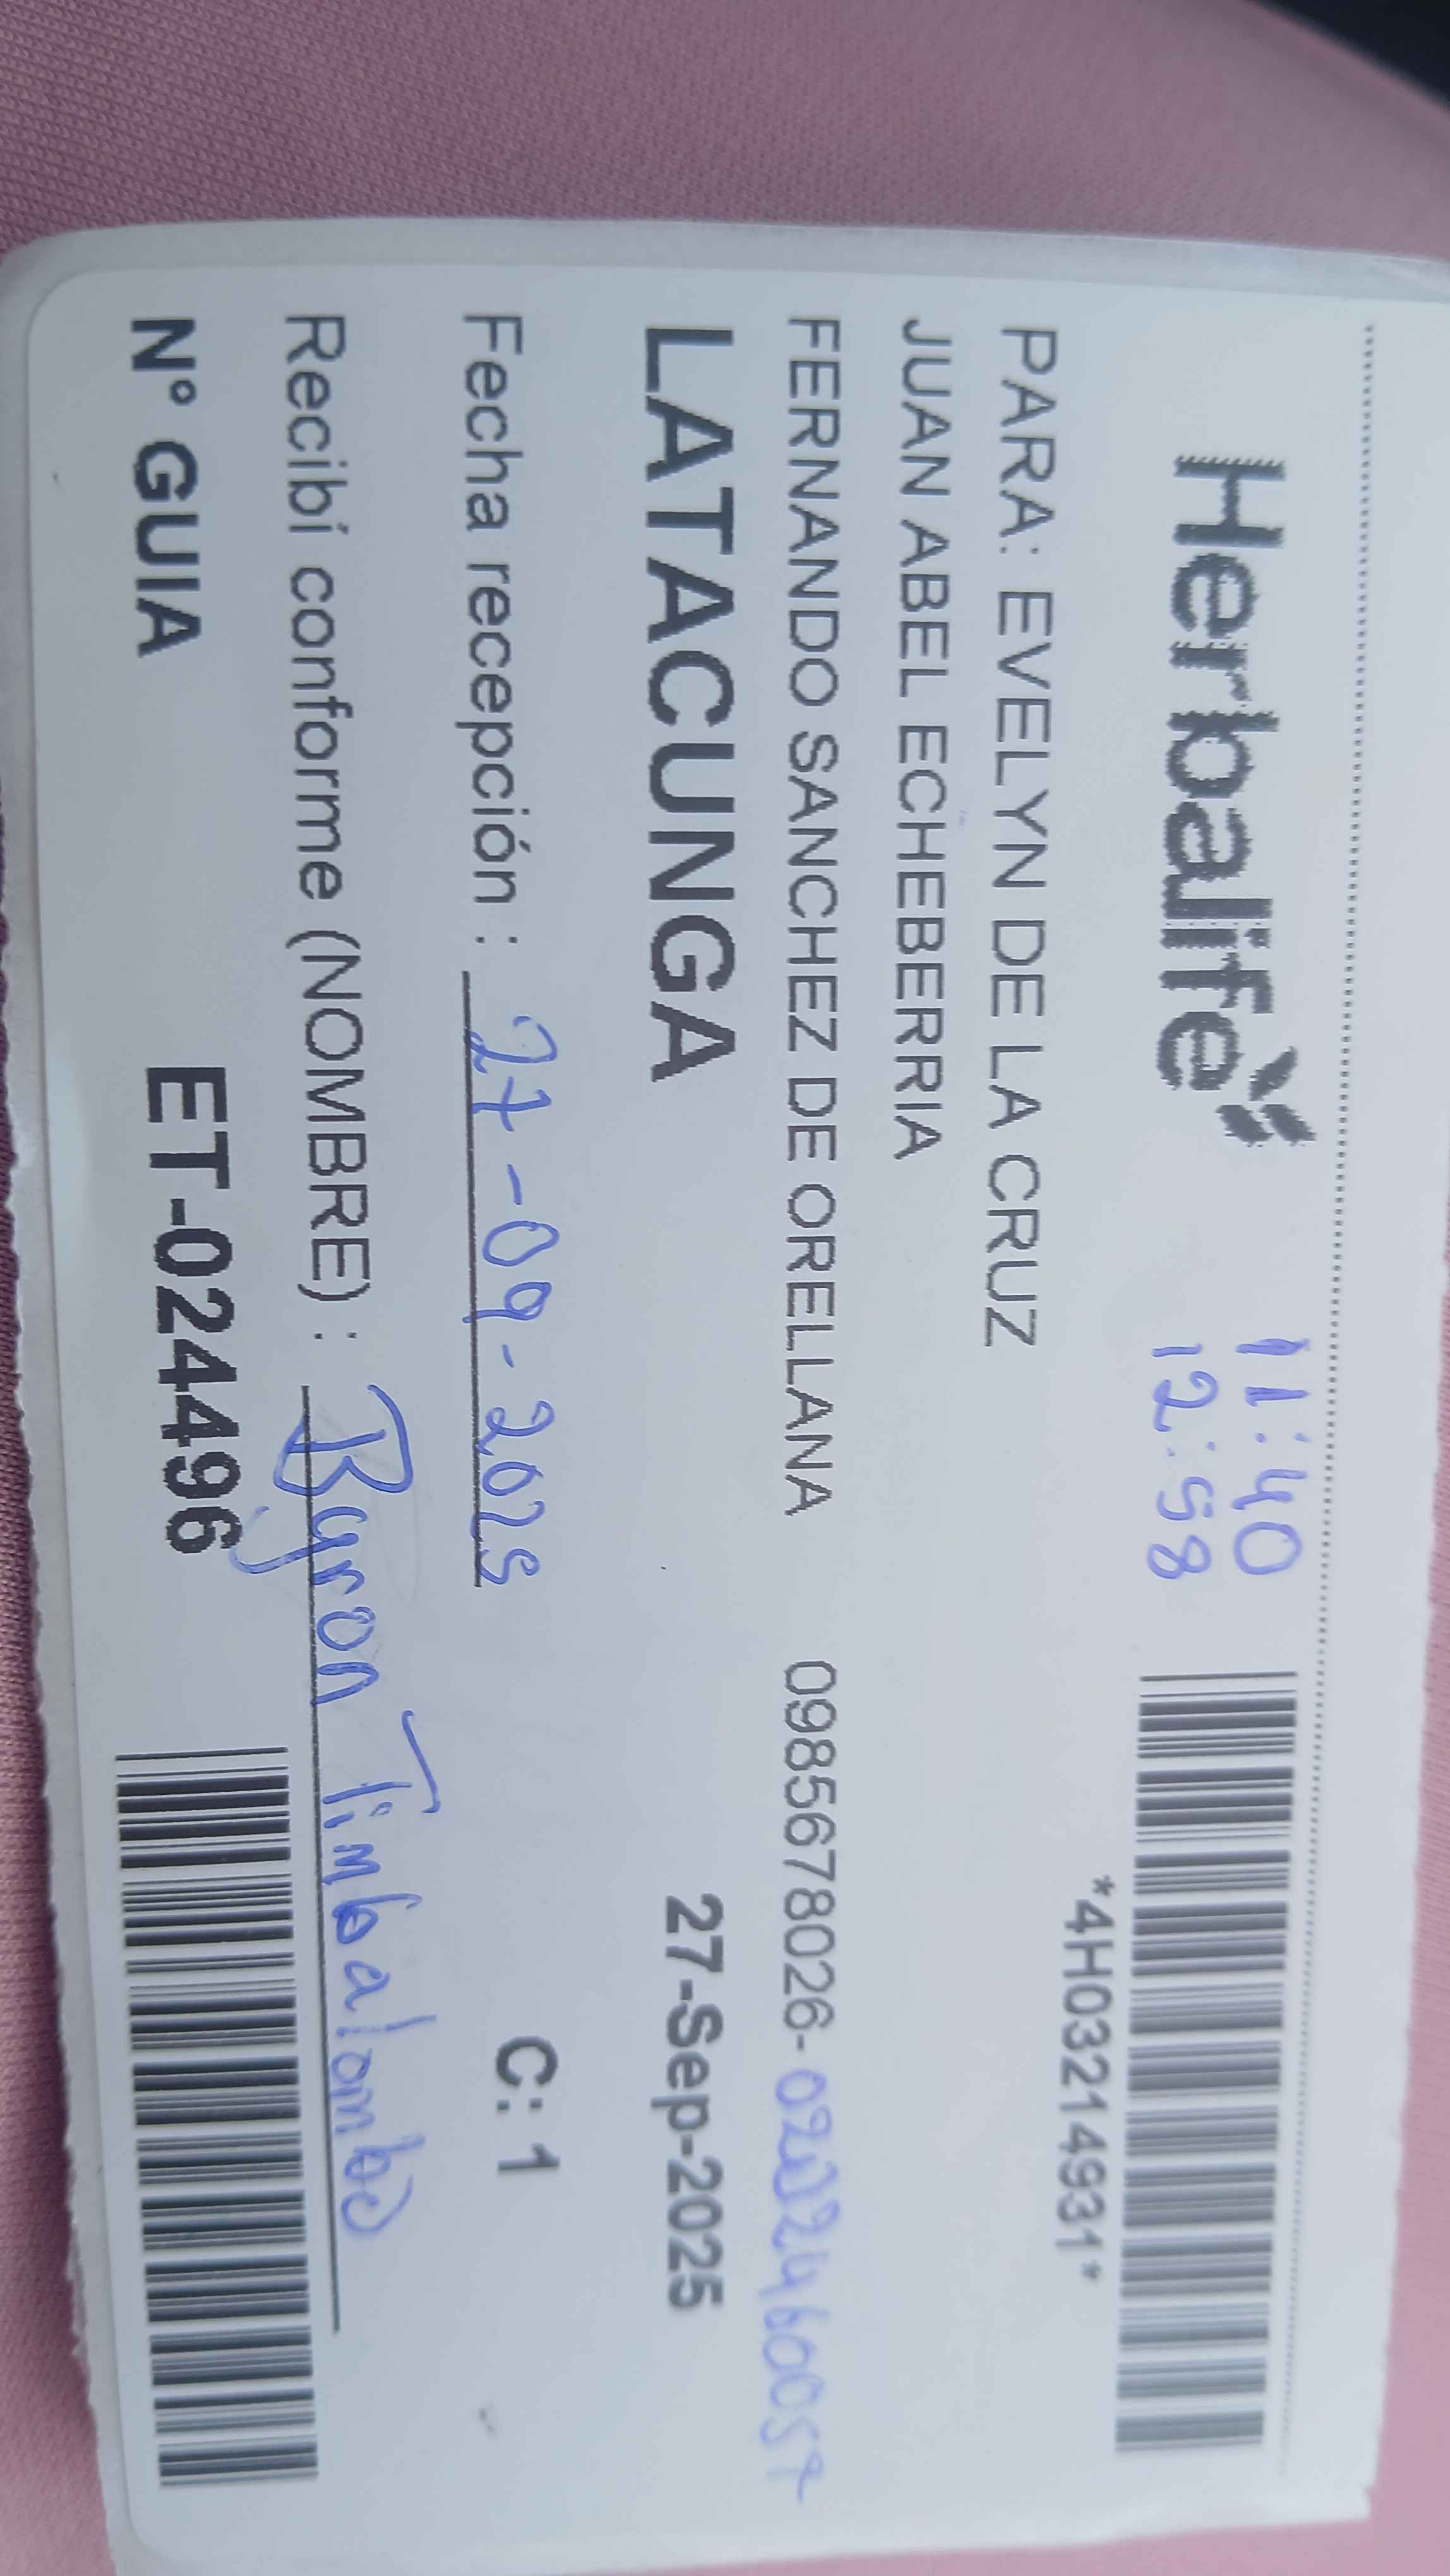 Herbalife
11:40
12:58
*4H03214931*
PARA: EVELYN DE LA CRUZ
JUAN ABEL ECHEBERRIA
FERNANDO SANCHEZ DE ORELLANA 0985678026-
LATACUNGA 27-Sep-2025
Fecha recepción : 27-09-2025 C: 1
Recibí conforme (NOMBRE) : Byron Timbalombo
N° GUIA ET-024496